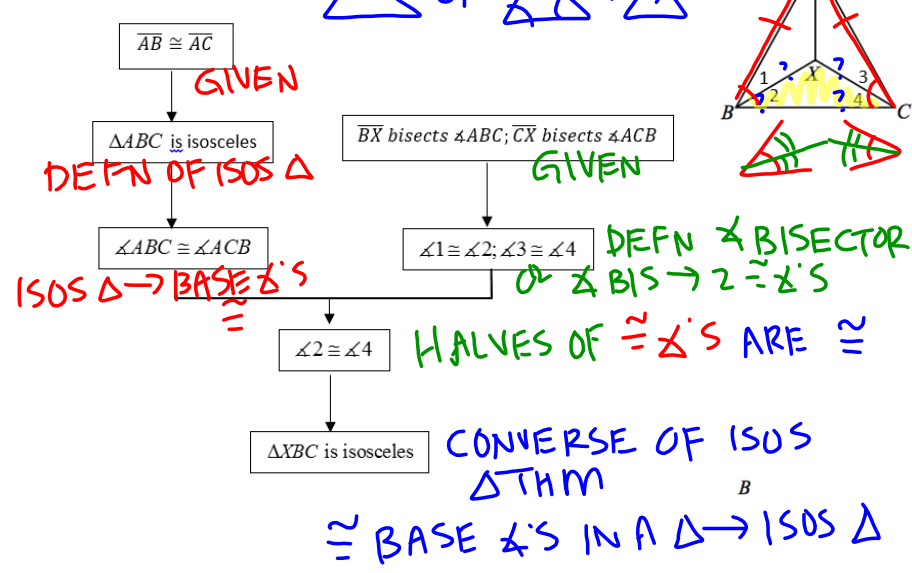 OF
AB ≅ AC
GIVEN
ΔABC is isosceles
DEFN OF ISOS Δ
BX bisects ∡ABC; CX bisects ∡ACB
GIVEN
∡ABC ≅ ∡ACB
ISOS Δ → BASE ∡'S
≅
∡1 ≅ ∡2; ∡3 ≅ ∡4
DEFN ∡ BISECTOR
OR ∡ BIS → 2 ≅ ∡'S
∡2 ≅ ∡4
HALVES OF ≅ ∡'S ARE ≅
ΔXBC is isosceles
CONVERSE OF ISOS
Δ THM
≅ BASE ∡'S IN A Δ → ISOS Δ
? ?
1 X 3
? 2 ? 4
B C
B